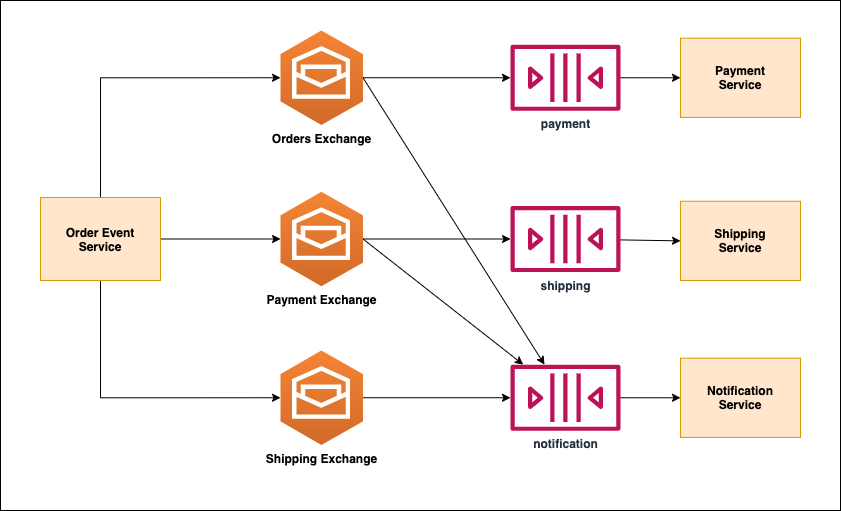 Orders Exchange
payment
Payment
Service
Order Event
Service
Payment Exchange
shipping
Shipping
Service
Shipping Exchange
notification
Notification
Service